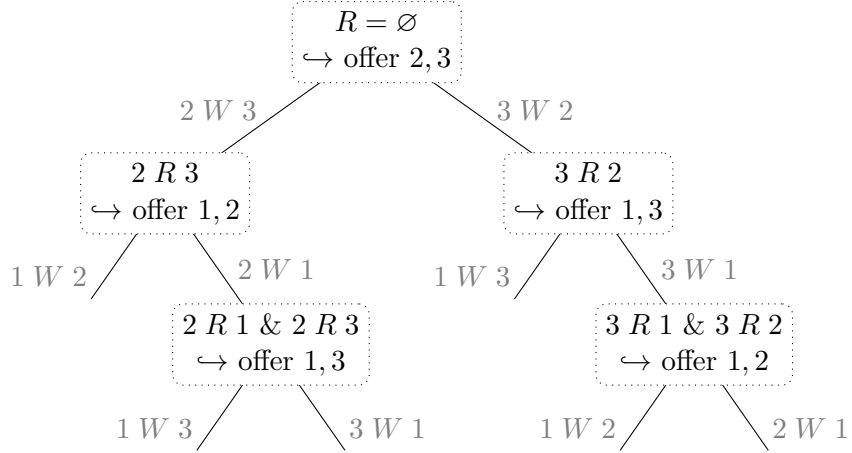 R = ∅
↪ offer 2, 3
2 W 3
3 W 2
2 R 3
↪ offer 1, 2
3 R 2
↪ offer 1, 3
1 W 2
2 W 1
1 W 3
3 W 1
2 R 1 & 2 R 3
↪ offer 1, 3
3 R 1 & 3 R 2
↪ offer 1, 2
1 W 3
3 W 1
1 W 2
2 W 1